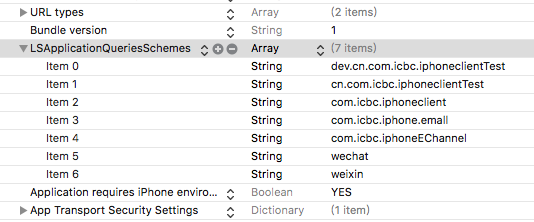 URL types Array (2 items)
Bundle version String 1
LSApplicationQueriesSchemes Array (7 items)
Item 0 String dev.cn.com.icbc.iphoneclientTest
Item 1 String cn.com.icbc.iphoneclientTest
Item 2 String com.icbc.iphoneclient
Item 3 String com.icbc.iphone.emall
Item 4 String com.icbc.iphoneEChannel
Item 5 String wechat
Item 6 String weixin
Application requires iPhone enviro... Boolean YES
App Transport Security Settings Dictionary (1 item)